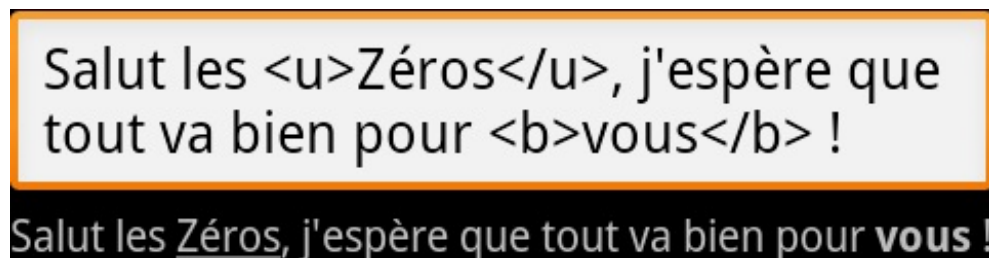 Salut les <u>Zéros</u>, j'espère que
tout va bien pour <b>vous</b> !
Salut les Zéros, j'espère que tout va bien pour vous !